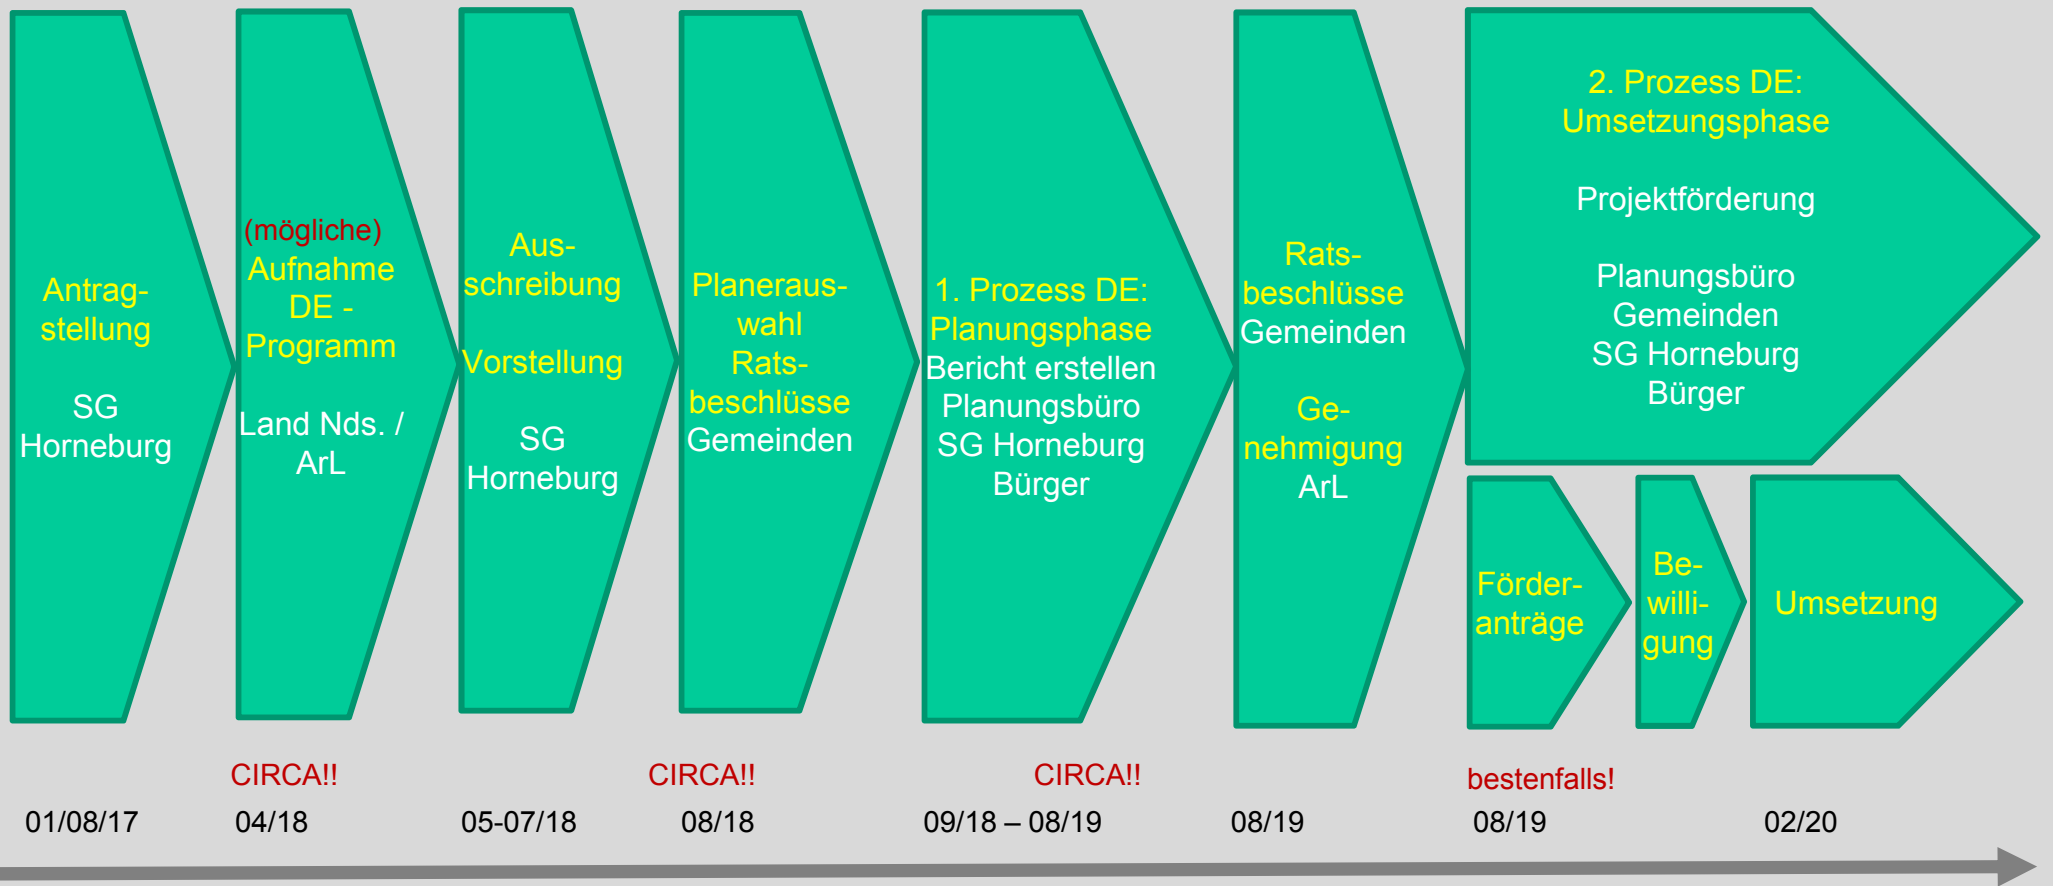 Antrag-
stellung
SG
Horneburg
(mögliche)
Aufnahme
DE -
Programm
Land Nds. /
ArL
Aus-
schreibung
Vorstellung
SG
Horneburg
Planeraus-
wahl
Rats-
beschlüsse
Gemeinden
1. Prozess DE:
Planungsphase
Bericht erstellen
Planungsbüro
SG Horneburg
Bürger
Rats-
beschlüsse
Gemeinden
Ge-
nehmigung
ArL
2. Prozess DE:
Umsetzungsphase
Projektförderung
Planungsbüro
Gemeinden
SG Horneburg
Bürger
Förder-
anträge
Be-
willi-
gung
Umsetzung
CIRCA!!
CIRCA!!
CIRCA!!
bestenfalls!
01/08/17
04/18
05-07/18
08/18
09/18 – 08/19
08/19
08/19
02/20